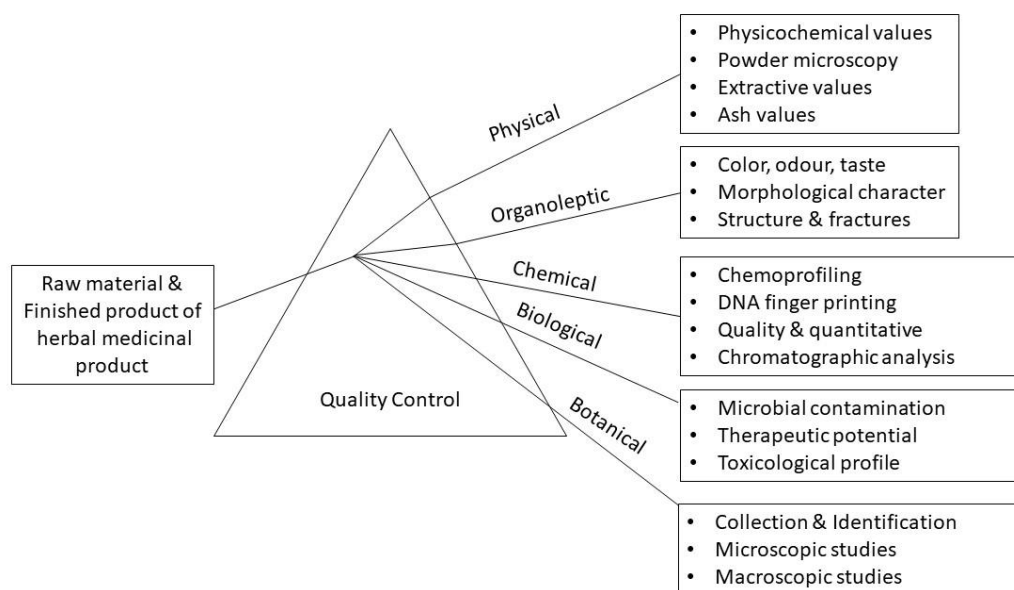 Raw material &
Finished product of
herbal medicinal
product
Quality Control
Physical
• Physicochemical values
• Powder microscopy
• Extractive values
• Ash values
Organoleptic
• Color, odour, taste
• Morphological character
• Structure & fractures
Chemical
• Chemoprofiling
• DNA finger printing
• Quality & quantitative
• Chromatographic analysis
Biological
• Microbial contamination
• Therapeutic potential
• Toxicological profile
Botanical
• Collection & Identification
• Microscopic studies
• Macroscopic studies